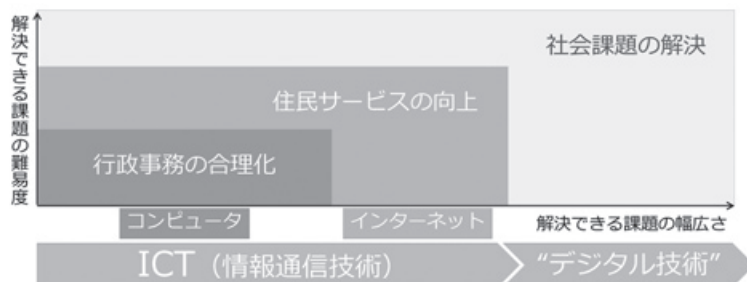 解決できる課題の難易度
社会課題の解決
住民サービスの向上
行政事務の合理化
コンピュータ
インターネット
解決できる課題の幅広さ
ICT（情報通信技術）
“デジタル技術”